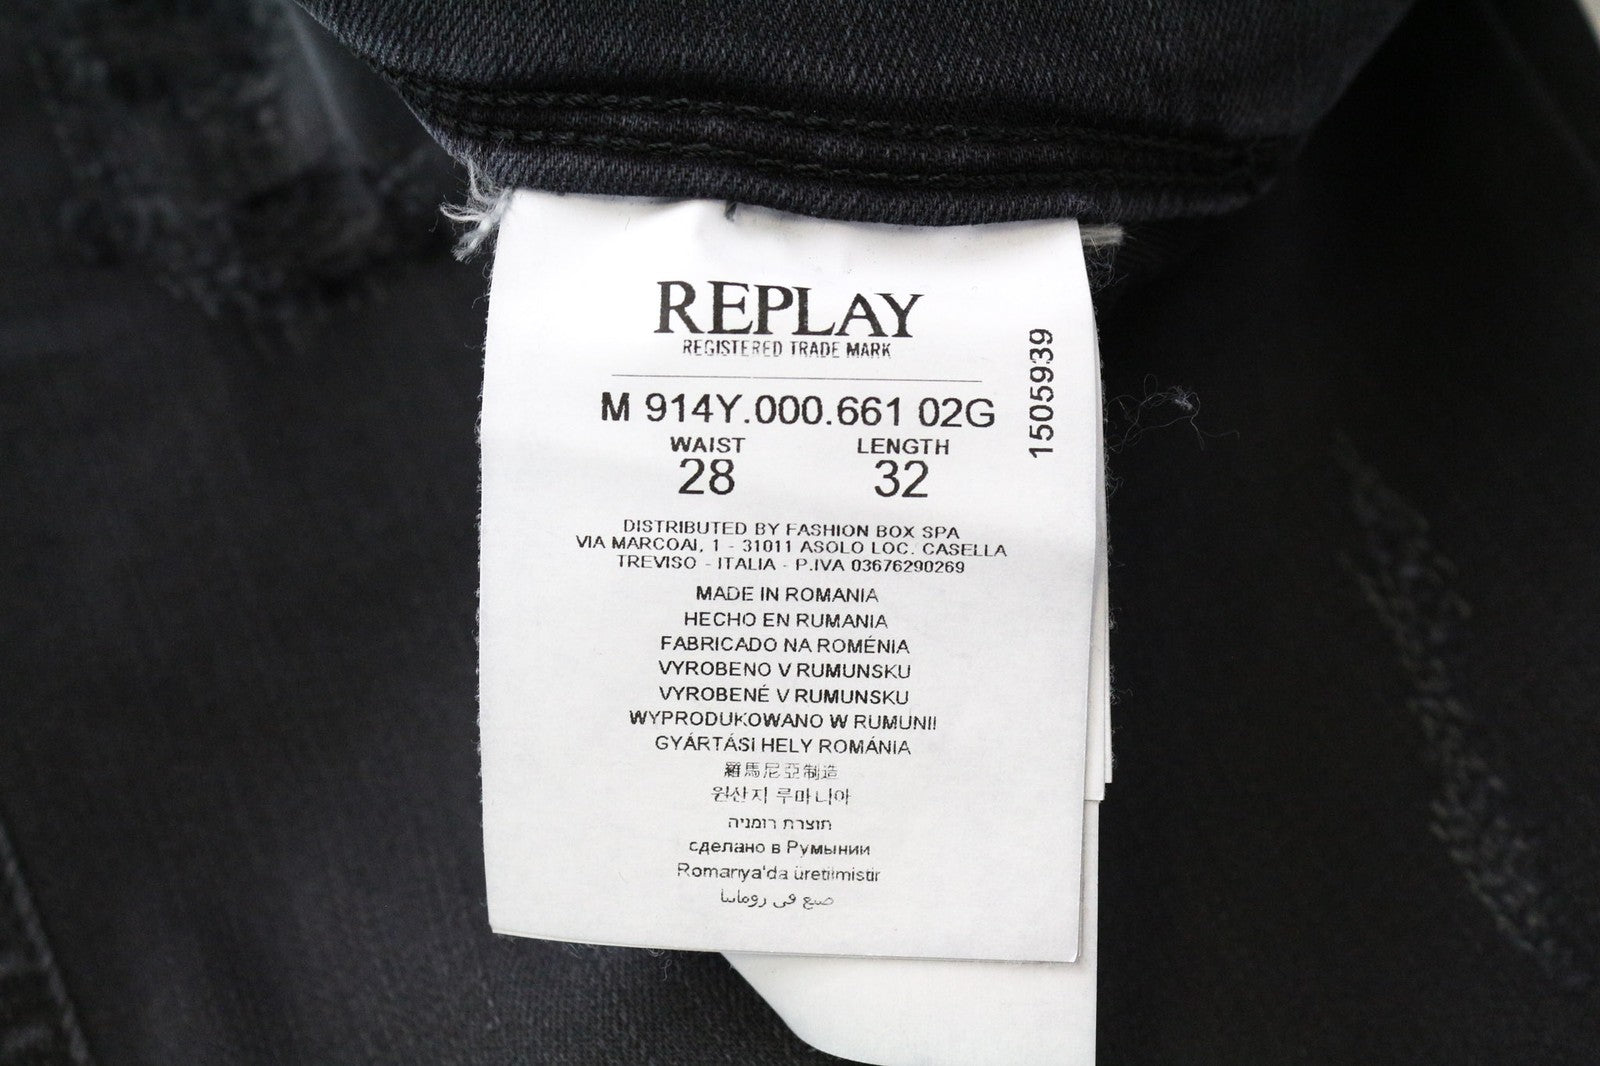 REPLAY
REGISTERED TRADE MARK
M 914Y.000.661 02G
1505939
WAIST LENGTH
28 32
DISTRIBUTED BY FASHION BOX SPA
VIA MARCOAI, 1 - 31011 ASOLO LOC. CASELLA
TREVISO - ITALIA - P.IVA 03676290269
MADE IN ROMANIA
HECHO EN RUMANIA
FABRICADO NA ROMÉNIA
VYROBENO V RUMUNSKU
VYROBENÉ V RUMUNSKU
WYPRODUKOWANO W RUMUNII
GYÁRTÁSI HELY ROMÁNIA
羅馬尼亞制造
원산지 루마니아
תוצרת רומניה
сделано в Румынии
Romanya'da üretilmistir
صنع في رومانيا